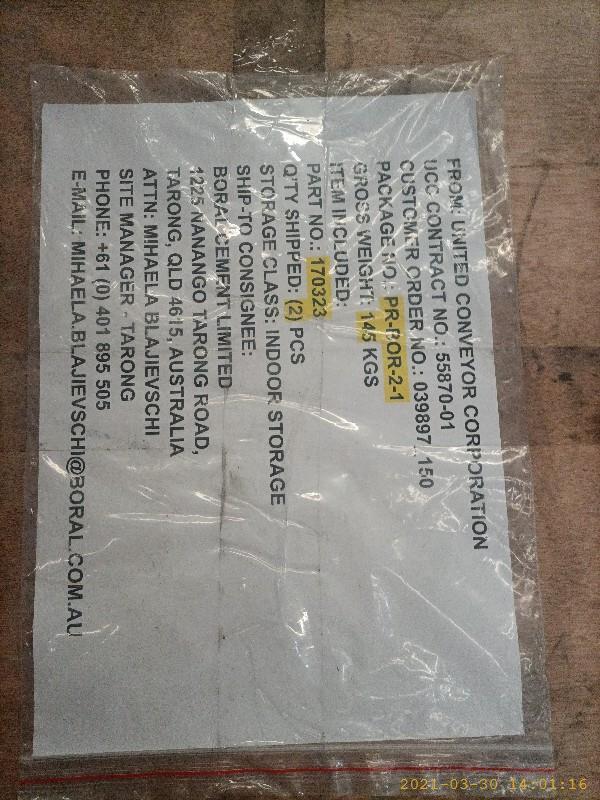 FROM: UNITED CONVEYOR CORPORATION
UCC CONTRACT NO.: 55870-01
CUSTOMER ORDER NO.: 039897 150
PACKAGE NO.: PR-BOR-2-1
GROSS WEIGHT: 145 KGS
ITEM INCLUDED:
PART NO.: 170323
Q'TY SHIPPED: (2) PCS
STORAGE CLASS: INDOOR STORAGE
SHIP-TO CONSIGNEE:
BORAL CEMENT LIMITED
1225 NANANGO TARONG ROAD,
TARONG, QLD 4615, AUSTRALIA
ATTN: MIHAELA BLAJIEVSCHI
SITE MANAGER - TARONG
PHONE: +61 (0) 401 895 505
E-MAIL: MIHAELA.BLAJIEVSCHI@BORAL.COM.AU
2021-03-30 14:01:16